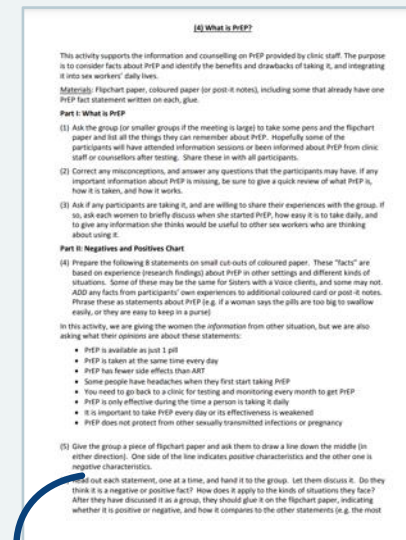 (4) What is PrEP?
This activity supports the information and counselling on PrEP provided by clinic staff. The purpose
is to consider facts about PrEP and identify the benefits and drawbacks of taking it, and integrating
it into sex workers' daily lives.
Materials: Flipchart paper, coloured paper (or post-it notes), including some that already have one
PrEP fact statement written on each, glue.
Part I: What is PrEP
(1) Ask the group (or smaller groups if the meeting is large) to take some pens and the flipchart
paper and list all the things they can remember about PrEP. Hopefully some of the
participants will have attended information sessions or been informed about PrEP from clinic
staff or counsellors after testing. Share these in with all participants.
(2) Correct any misconceptions, and answer any questions that the participants may have. If any
important information about PrEP is missing, be sure to give a quick review of what PrEP is,
how it is taken, and how it works.
(3) Ask if any participants are taking it, and are willing to share their experiences with the group. If
so, ask each women to briefly discuss when she started PrEP, how easy it is to take daily, and
to give any information she thinks would be useful to other sex workers who are thinking
about using it.
Part II: Negatives and Positives Chart
(4) Prepare the following 8 statements on small cut-outs of coloured paper. These "facts" are
based on experience (research findings) about PrEP in other settings and different kinds of
situations. Some of these may be the same for Sisters with a Voice clients, and some may not.
ADD any facts from participants' own experiences to additional coloured card or post-it notes.
Phrase these as statements about PrEP (e.g. if a woman says the pills are too big to swallow
easily, or they are easy to keep in a purse)
In this activity, we are giving the women the information from other situation, but we are also
asking what their opinions are about these statements:
• PrEP is available as just 1 pill
• PrEP is taken at the same time every day
• PrEP has fewer side effects than ART
• Some people have headaches when they first start taking PrEP
• You need to go back to a clinic for testing and monitoring every month to get PrEP
• PrEP is only effective during the time a person is taking it daily
• It is important to take PrEP every day or its effectiveness is weakened
• PrEP does not protect from other sexually transmitted infections or pregnancy
(5) Give the group a piece of flipchart paper and ask them to draw a line down the middle (in
either direction). One side of the line indicates positive characteristics and the other one is
negative characteristics.
Read out each statement, one at a time, and hand it to the group. Let them discuss it. Do they
think it is a negative or positive fact? How does it apply to the kinds of situations they face?
After they have discussed it as a group, they should glue it on the flipchart paper, indicating
whether it is positive or negative, and how it compares to the other statements (e.g. the most